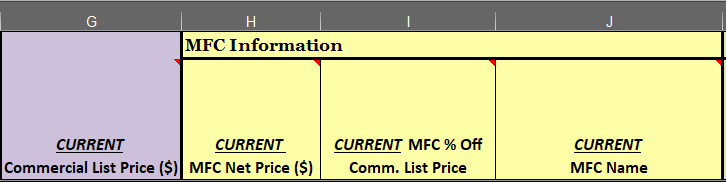 G H I J
MFC Information
CURRENT
Commercial List Price ($)
CURRENT
MFC Net Price ($)
CURRENT MFC % Off
Comm. List Price
CURRENT
MFC Name